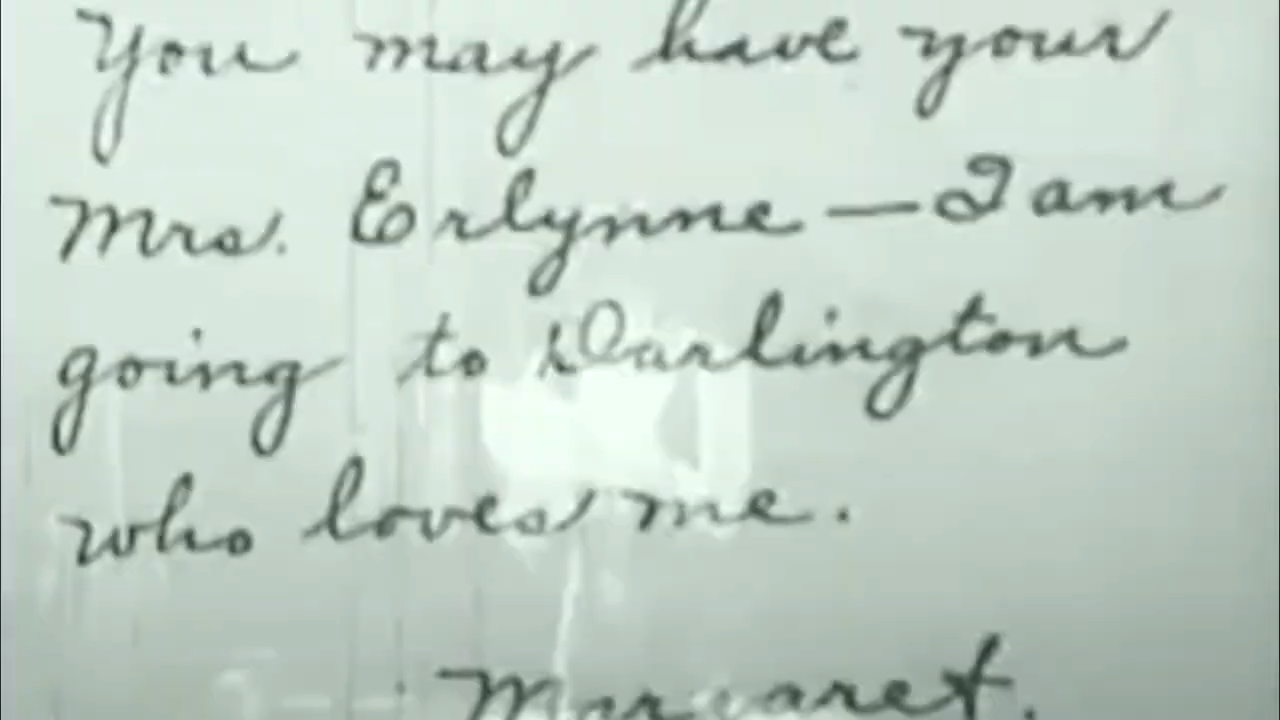 You may have your
Mrs. Erlynne — I am
going to Darlington
who loves me.
Margaret.